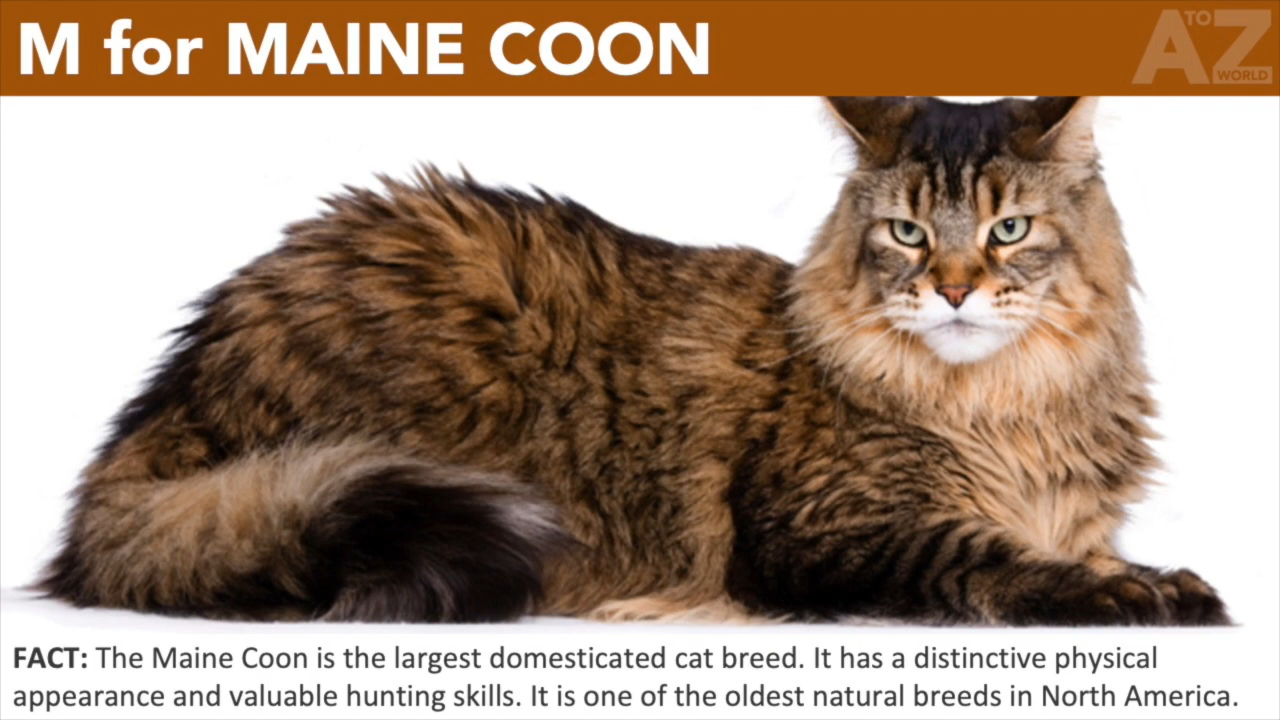 M for MAINE COON
A TO Z WORLD
FACT: The Maine Coon is the largest domesticated cat breed. It has a distinctive physical
appearance and valuable hunting skills. It is one of the oldest natural breeds in North America.